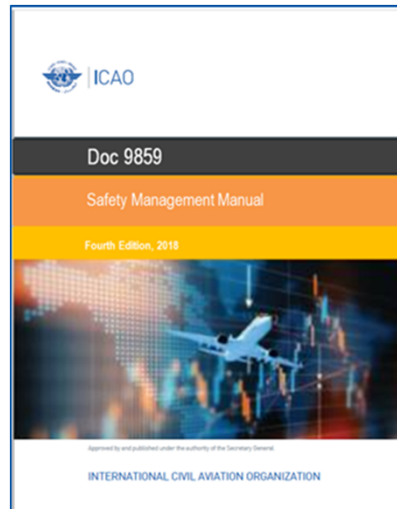 ICAO
Doc 9859
Safety Management Manual
Fourth Edition, 2018
Approved by and published under the authority of the Secretary General
INTERNATIONAL CIVIL AVIATION ORGANIZATION